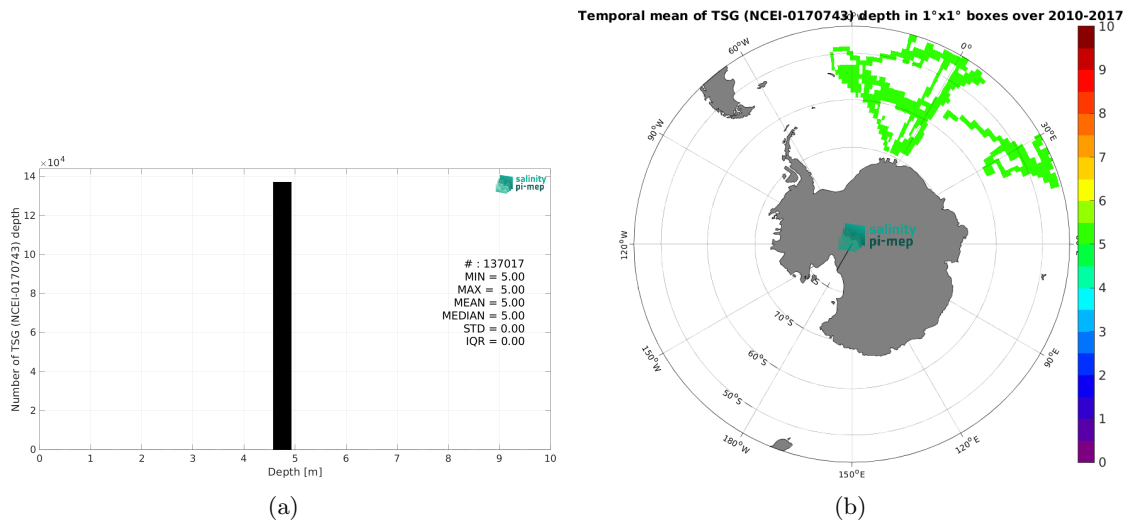 ×10⁴
14
12
10
8
6
4
2
0
Number of TSG (NCEI-0170743) depth
salinity
pi-mep
# : 137017
MIN = 5.00
MAX = 5.00
MEAN = 5.00
MEDIAN = 5.00
STD = 0.00
IQR = 0.00
0 1 2 3 4 5 6 7 8 9 10
Depth [m]
(a)
Temporal mean of TSG (NCEI-0170743) depth in 1°x1° boxes over 2010-2017
60°W
0°
30°E
90°W
120°W
150°W
180°W
150°E
120°E
90°E
70°S
60°S
50°S
salinity
pi-mep
10
9
8
7
6
5
4
3
2
1
0
(b)